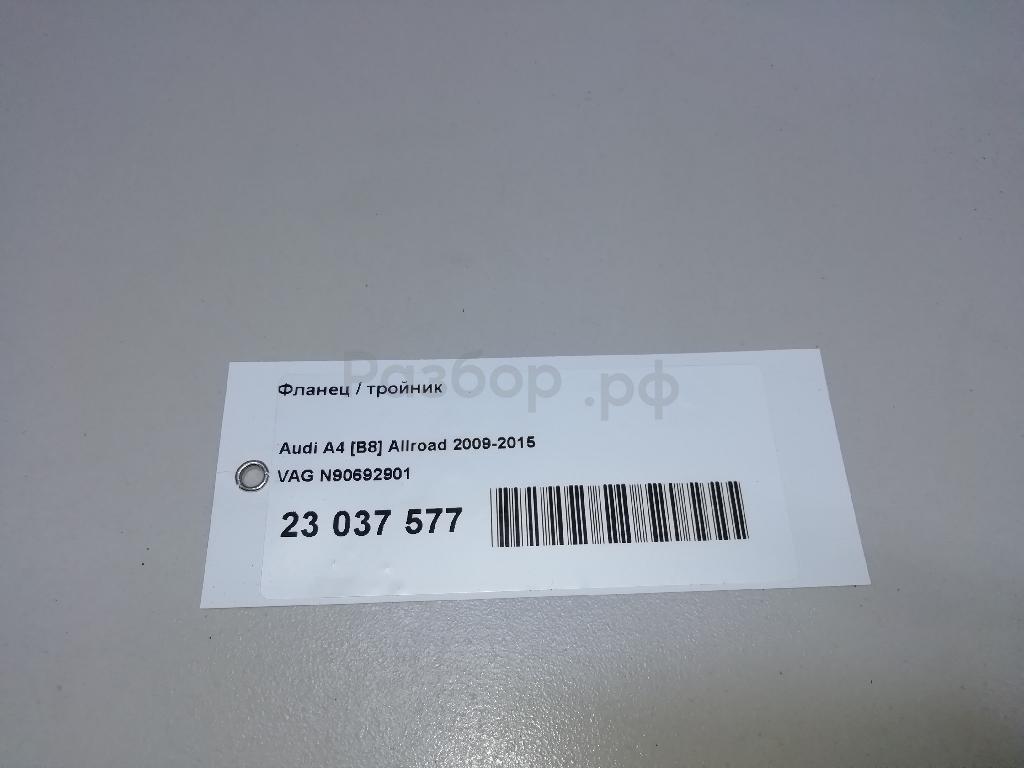 Разбор.рф
Фланец / тройник
Audi A4 [B8] Allroad 2009-2015
VAG N90692901
23 037 577